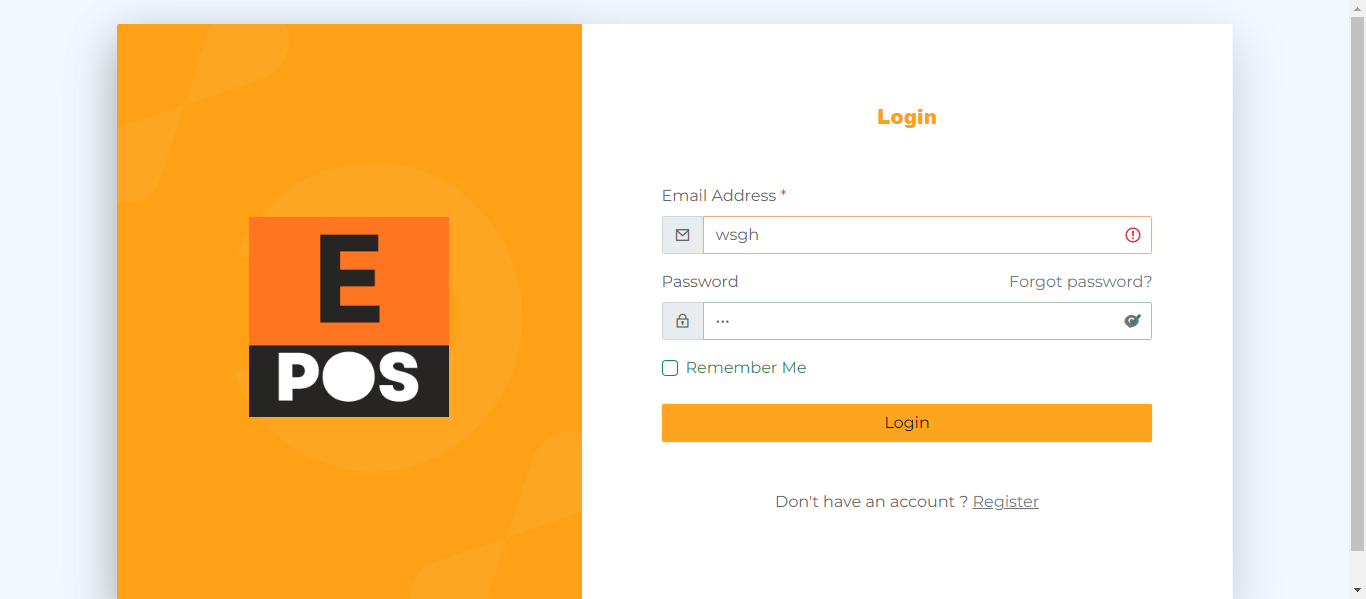 E
POS
Login
Email Address *
wsgh
Password
Forgot password?
Remember Me
Login
Don't have an account ? Register